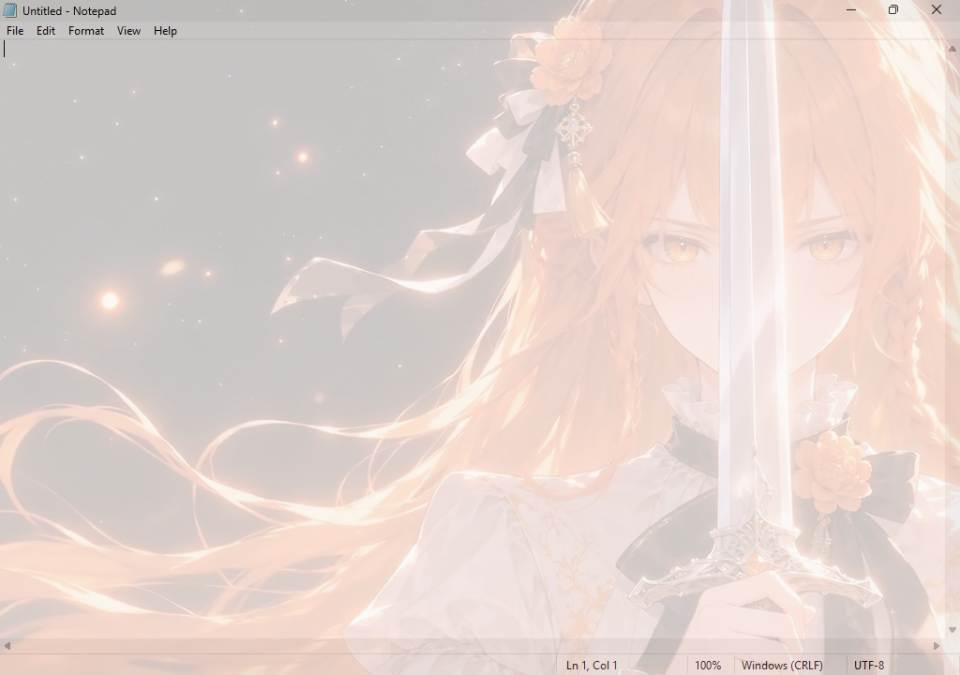 Untitled - Notepad
File Edit Format View Help
Ln 1, Col 1 100% Windows (CRLF) UTF-8